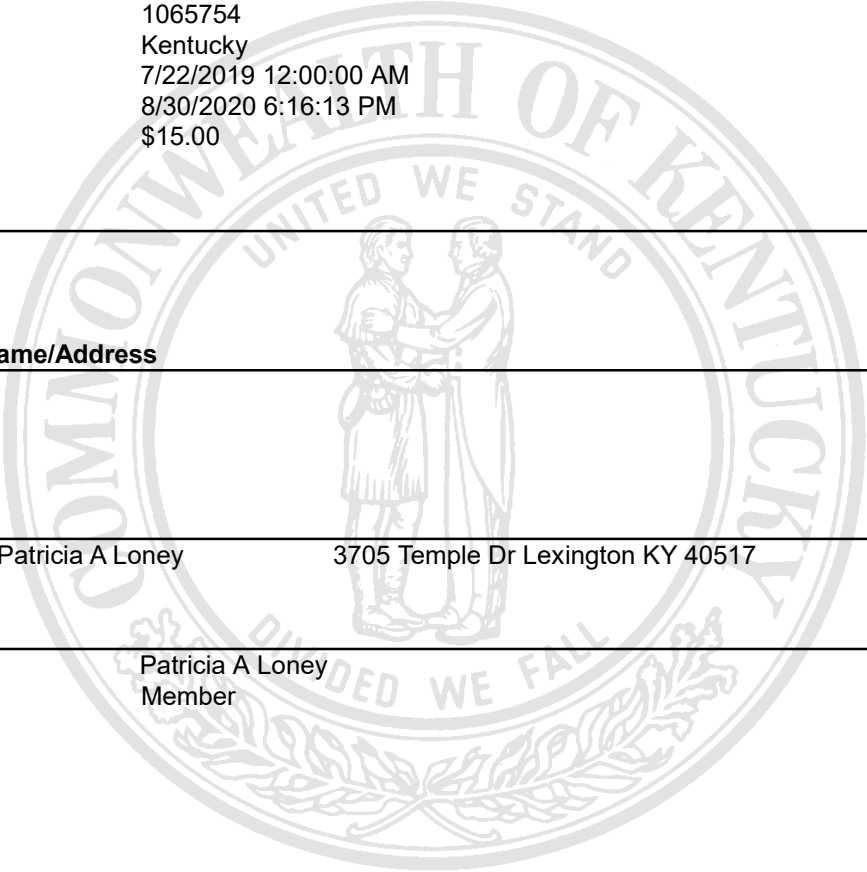 1065754
Kentucky
7/22/2019 12:00:00 AM
8/30/2020 6:16:13 PM
$15.00
COMMONWEALTH OF KENTUCKY
UNITED WE STAND
ame/Address
Patricia A Loney 3705 Temple Dr Lexington KY 40517
Patricia A Loney
Member
DIVIDED WE FALL